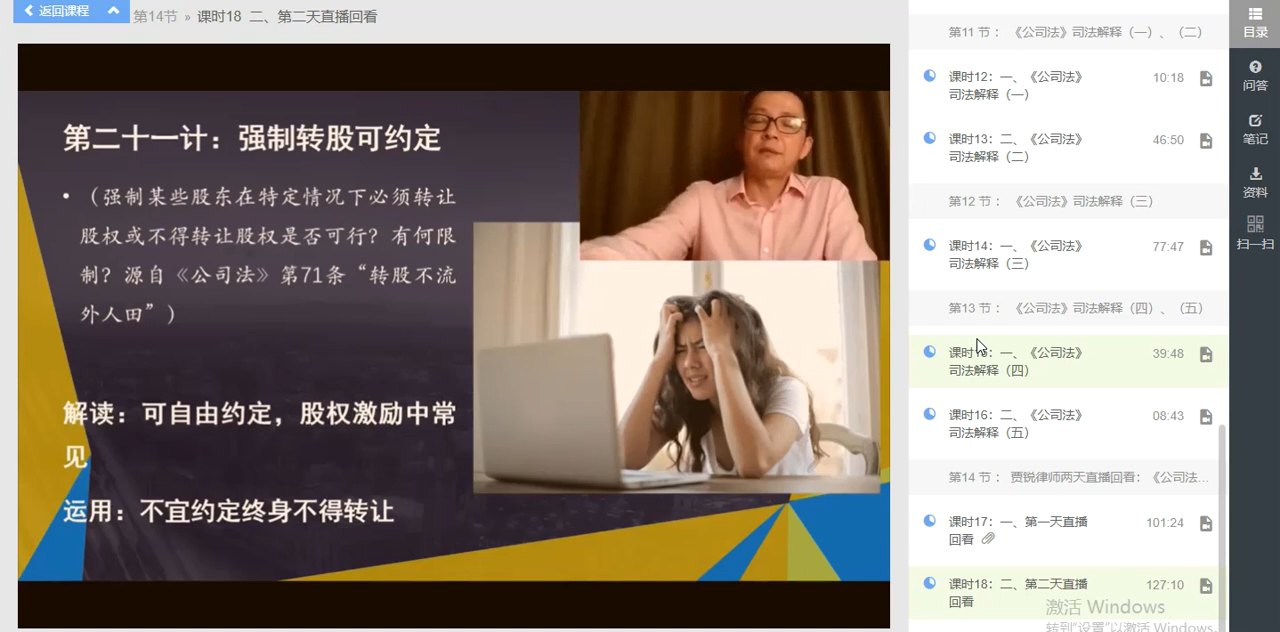 返回课程
第14节 » 课时18 二、第二天直播回看
第二十一计：强制转股可约定
• （强制某些股东在特定情况下必须转让
股权或不得转让股权是否可行？有何限
制？源自《公司法》第71条“转股不流
外人田”）
解读：可自由约定，股权激励中常
见
运用：不宜约定终身不得转让
第11节： 《公司法》司法解释（一）、（二）
课时12：一、《公司法》 10:18
司法解释（一）
课时13：二、《公司法》 46:50
司法解释（二）
第12节： 《公司法》司法解释（三）
课时14：一、《公司法》 77:47
司法解释（三）
第13节： 《公司法》司法解释（四）、（五）
课时 ：一、《公司法》 39:48
司法解释（四）
课时16：二、《公司法》 08:43
司法解释（五）
第14节： 贾锐律师两天直播回看：《公司法...
课时17：一、第一天直播 101:24
回看
课时18：二、第二天直播 127:10
回看
激活 Windows
转到“设置”以激活 Windows。
目录
问答
笔记
资料
扫一扫